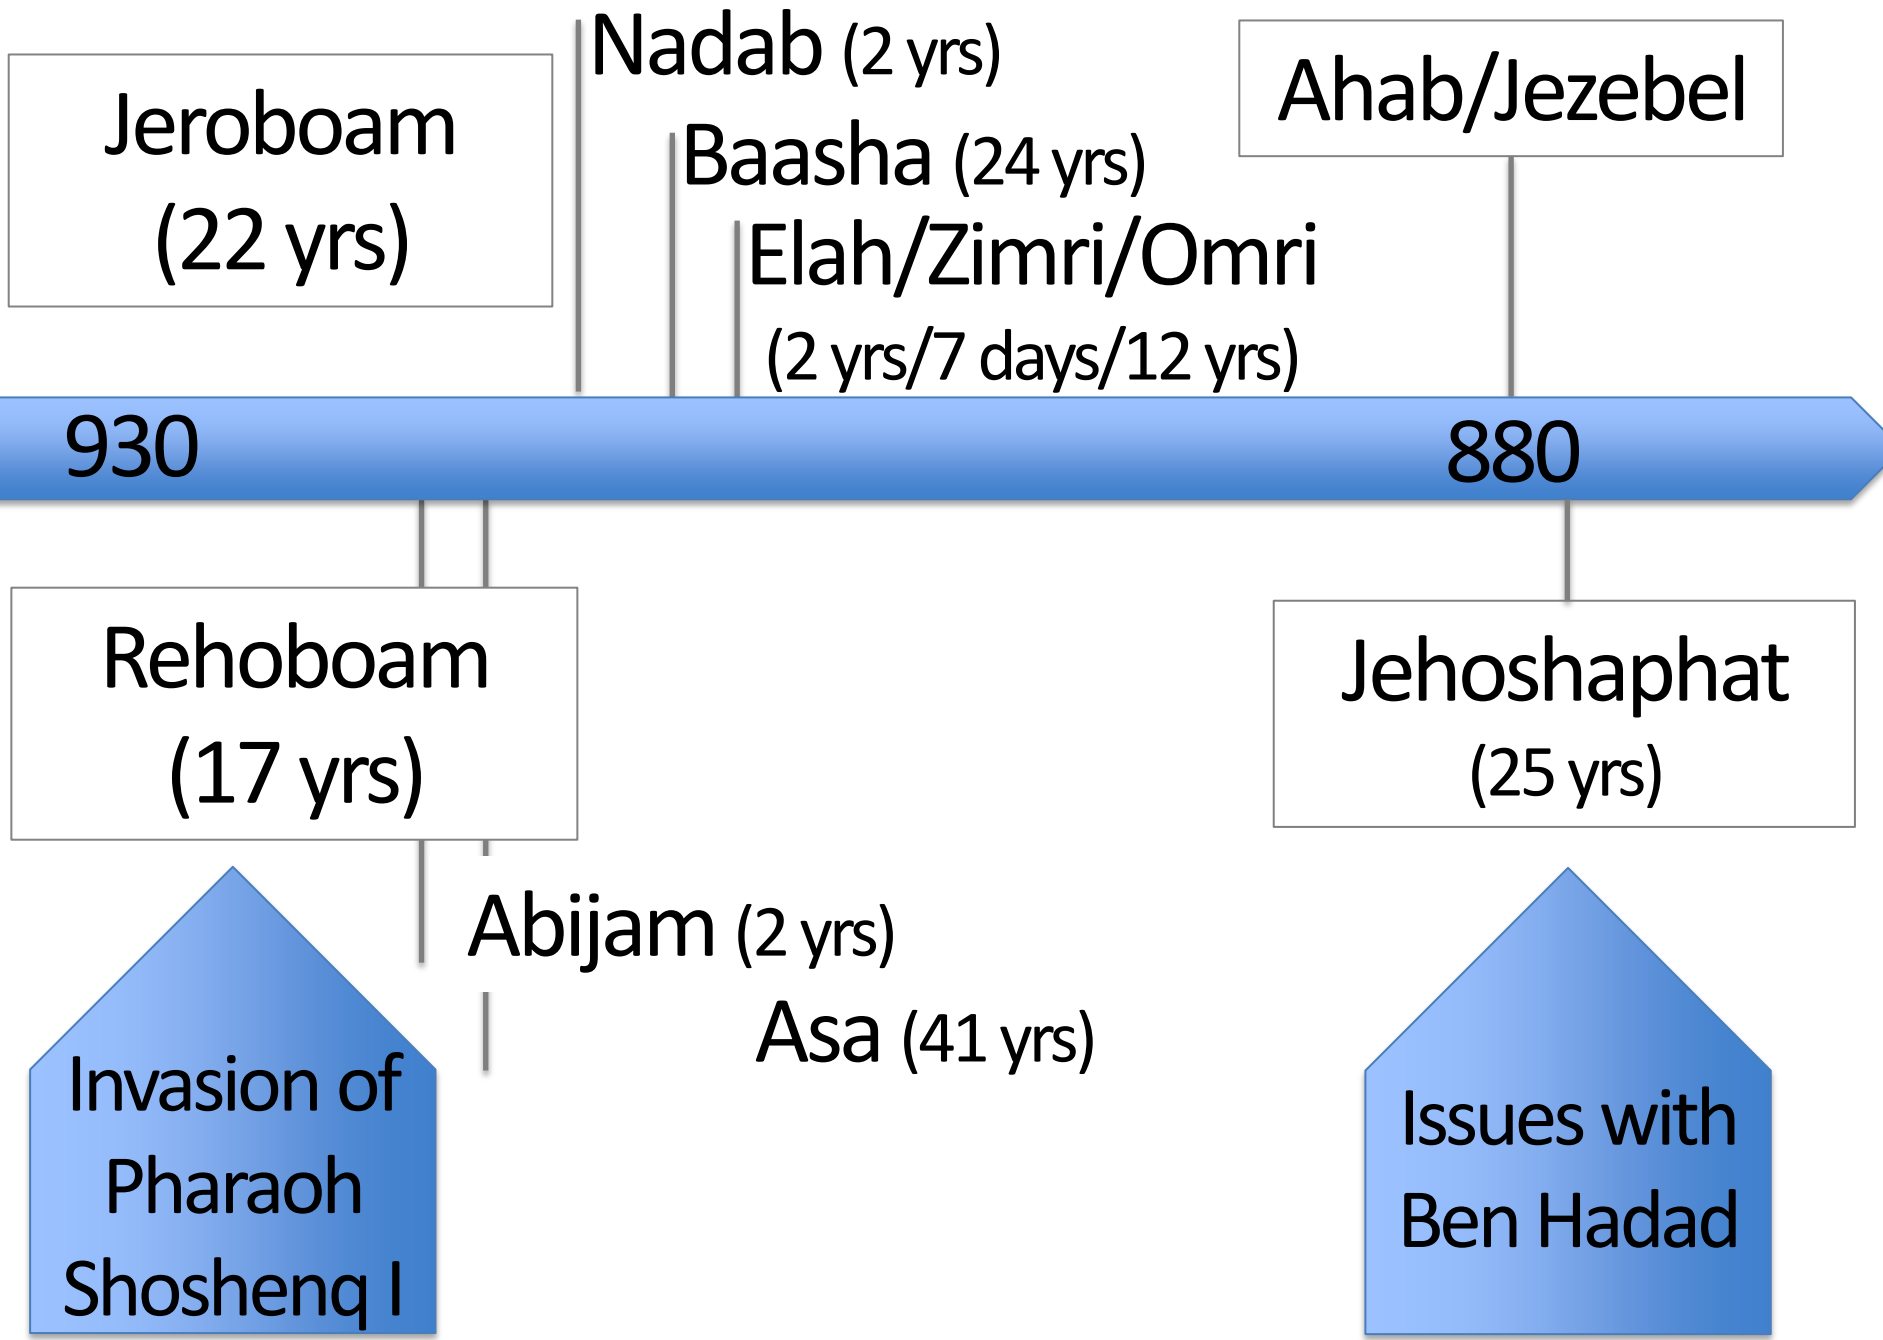 Jeroboam
(22 yrs)
Nadab (2 yrs)
Baasha (24 yrs)
Elah/Zimri/Omri
(2 yrs/7 days/12 yrs)
Ahab/Jezebel
930
880
Rehoboam
(17 yrs)
Abijam (2 yrs)
Asa (41 yrs)
Jehoshaphat
(25 yrs)
Invasion of
Pharaoh
Shoshenq I
Issues with
Ben Hadad